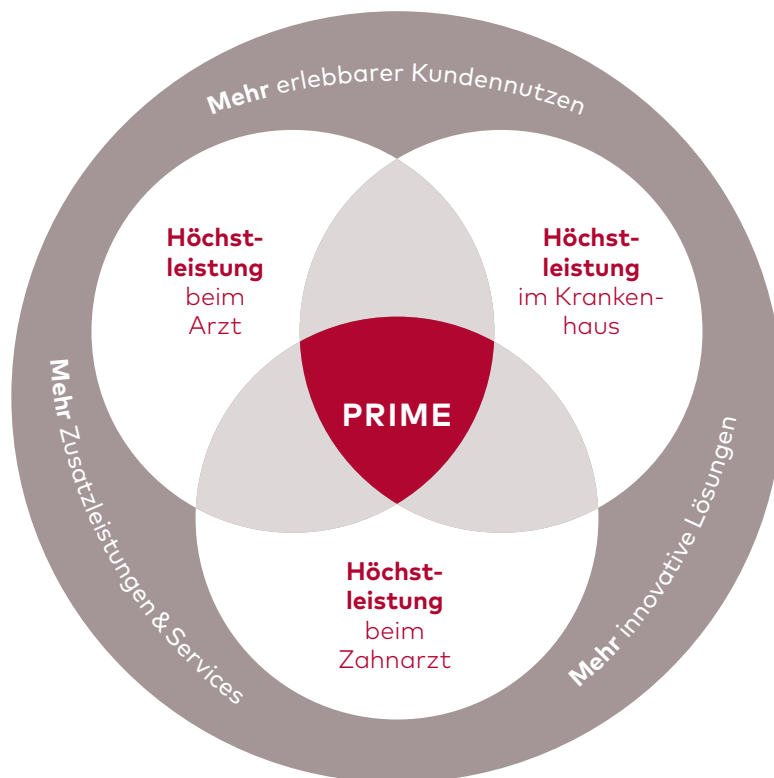 Mehr erlebbarer Kundennutzen
Höchst-
leistung
beim
Arzt
Höchst-
leistung
im Kranken-
haus
PRIME
Höchst-
leistung
beim
Zahnarzt
Mehr Zusatzleistungen & Services
Mehr innovative Lösungen